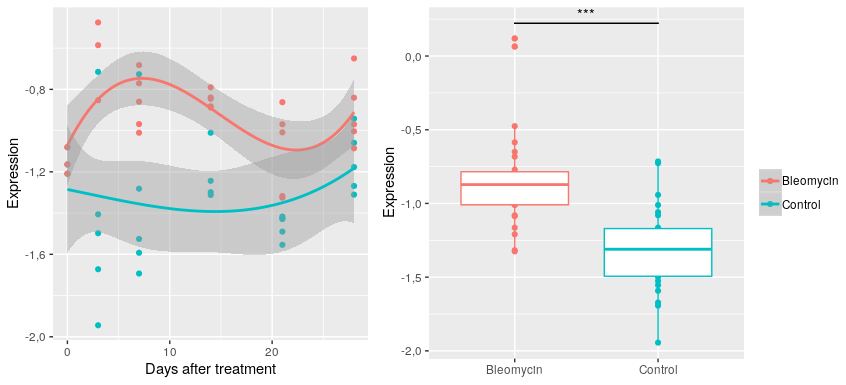 Expression
-0,8
-1,2
-1,6
-2,0
0
10
20
Days after treatment
***
Expression
0,0
-0,5
-1,0
-1,5
-2,0
Bleomycin
Control
Bleomycin
Control